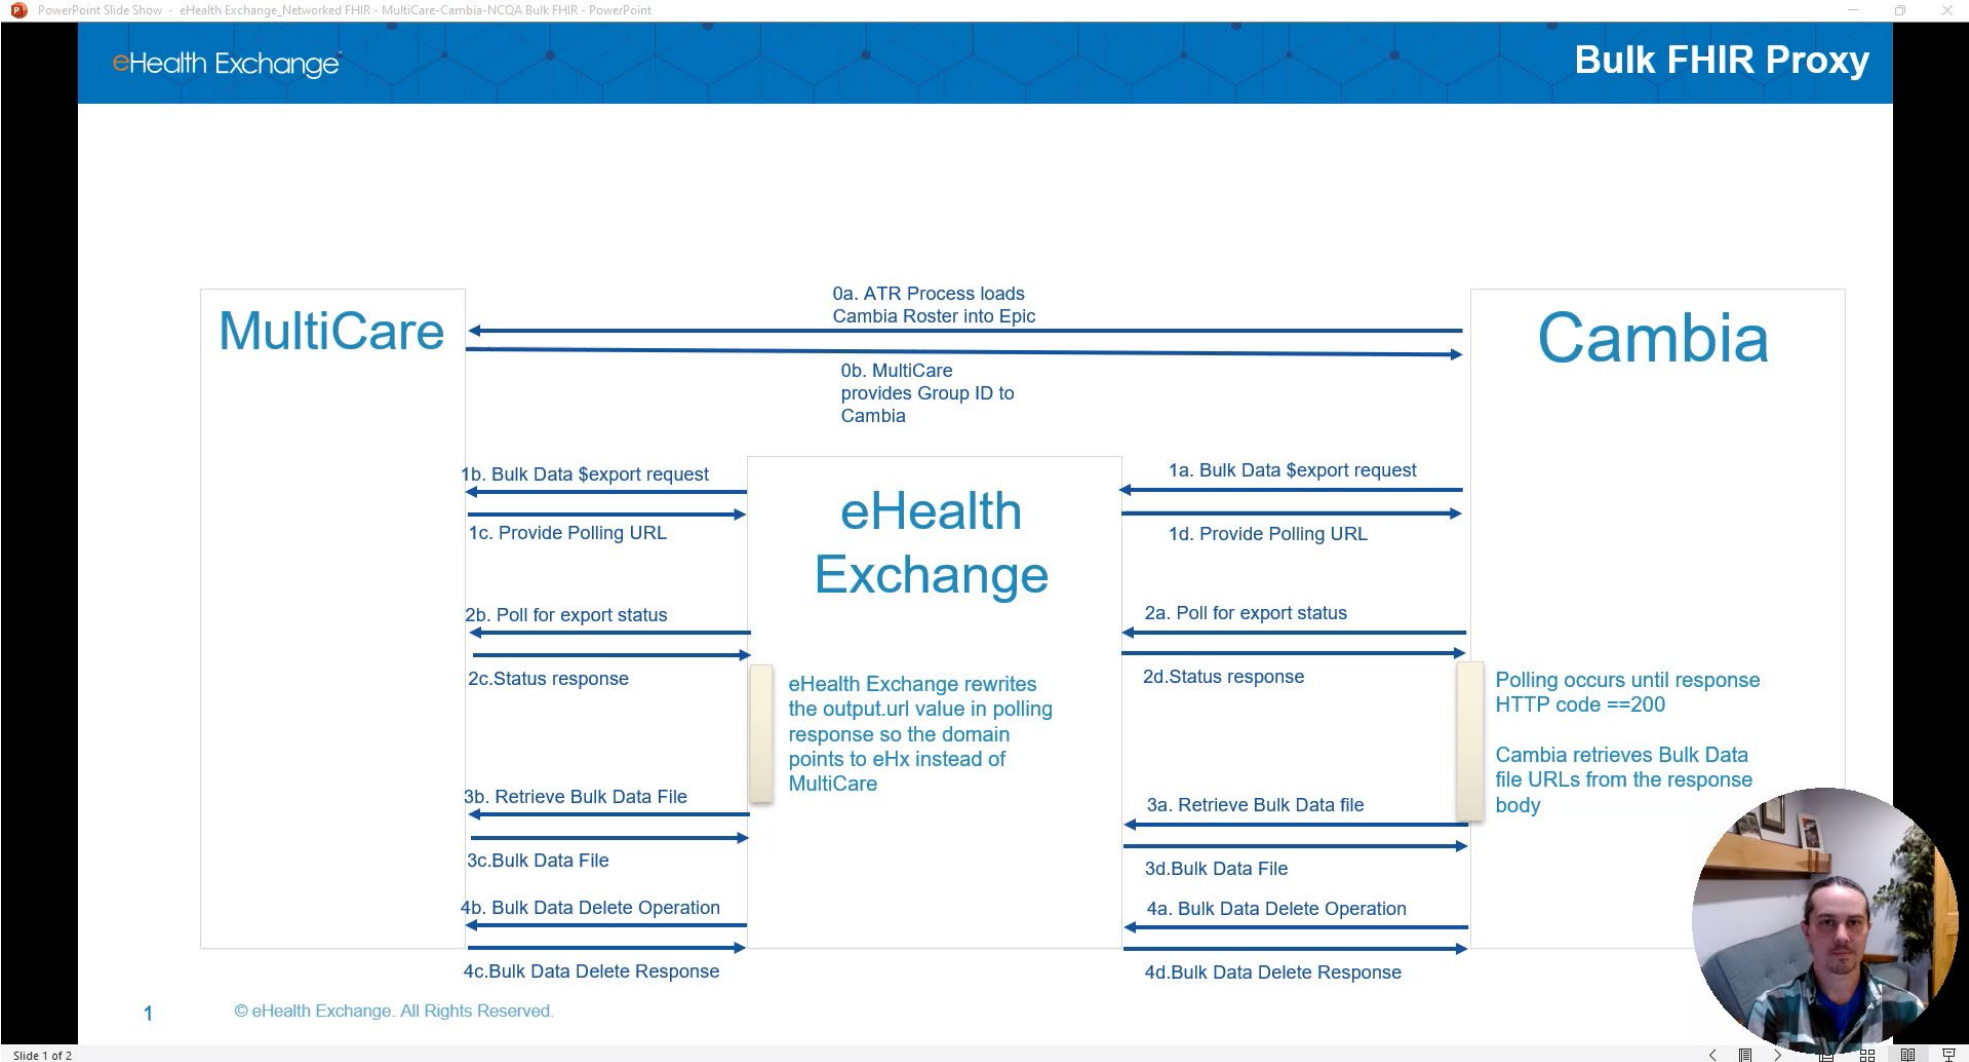 PowerPoint Slide Show - eHealth Exchange_Networked FHIR - MultiCare-Cambia-NCQA Bulk FHIR - PowerPoint
eHealth Exchange
Bulk FHIR Proxy
MultiCare
0a. ATR Process loads
Cambia Roster into Epic
0b. MultiCare
provides Group ID to
Cambia
Cambia
1b. Bulk Data $export request
1c. Provide Polling URL
eHealth
Exchange
1a. Bulk Data $export request
1d. Provide Polling URL
2b. Poll for export status
2c.Status response
2a. Poll for export status
2d.Status response
eHealth Exchange rewrites
the output.url value in polling
response so the domain
points to eHx instead of
MultiCare
Polling occurs until response
HTTP code ==200
Cambia retrieves Bulk Data
file URLs from the response
body
3b. Retrieve Bulk Data File
3c.Bulk Data File
3a. Retrieve Bulk Data file
3d.Bulk Data File
4b. Bulk Data Delete Operation
4c.Bulk Data Delete Response
4a. Bulk Data Delete Operation
4d.Bulk Data Delete Response
1
© eHealth Exchange. All Rights Reserved.
Slide 1 of 2